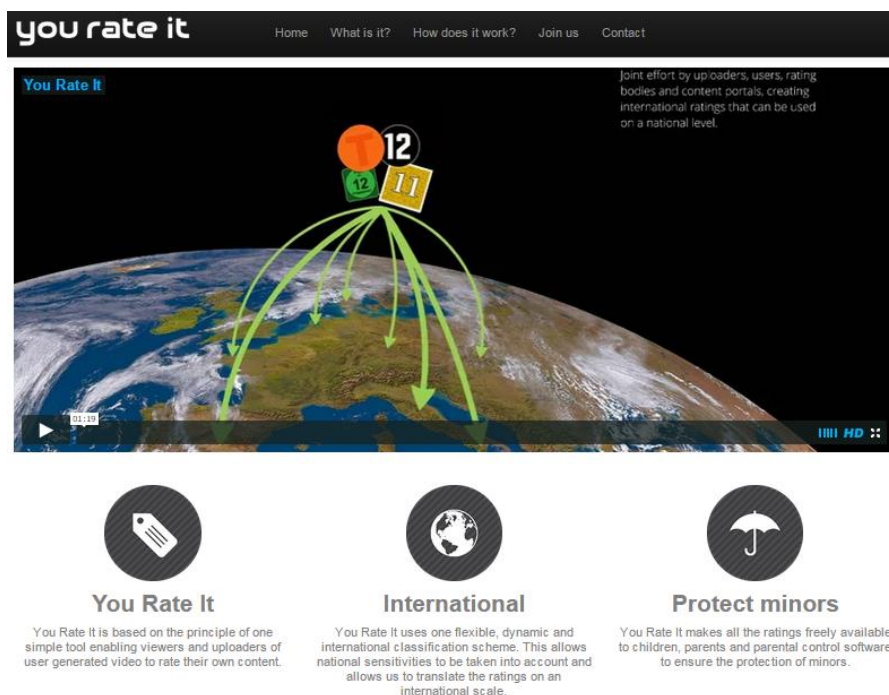 you rate it
Home What is it? How does it work? Join us Contact
You Rate It
Joint effort by uploaders, users, rating
bodies and content portals, creating
international ratings that can be used
on a national level.
T 12
12 11
01:19
HD
You Rate It
You Rate It is based on the principle of one
simple tool enabling viewers and uploaders of
user generated video to rate their own content.
International
You Rate It uses one flexible, dynamic and
international classification scheme. This allows
national sensitivities to be taken into account and
allows us to translate the ratings on an
international scale.
Protect minors
You Rate It makes all the ratings freely available
to children, parents and parental control software
to ensure the protection of minors.